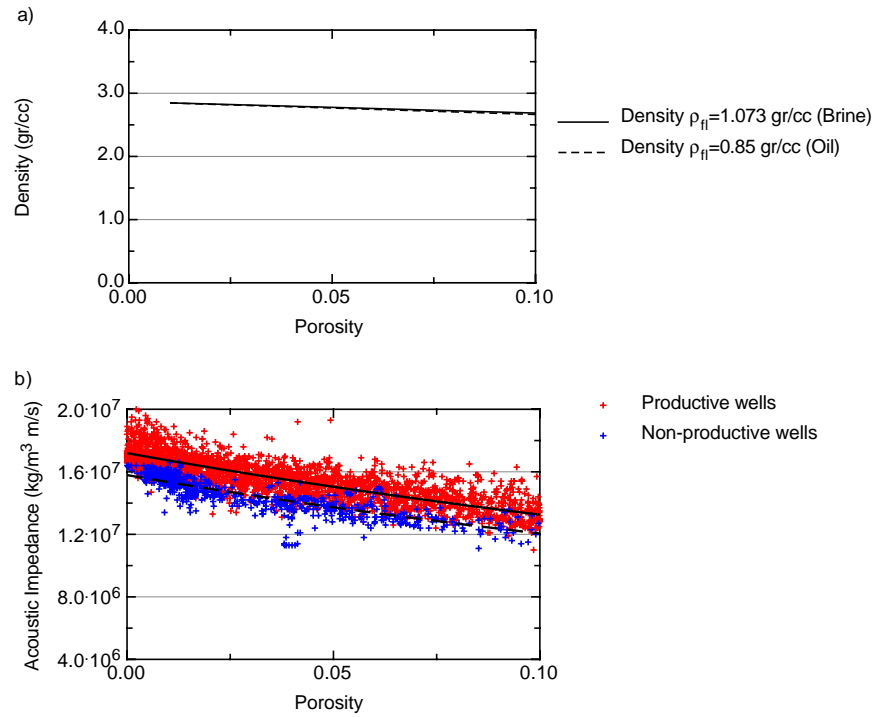 a)
4.0
3.0
2.0
1.0
0.0
Density (gr/cc)
0.00
0.05
0.10
Porosity
Density ρfl=1.073 gr/cc (Brine)
Density ρfl=0.85 gr/cc (Oil)
b)
2.0·10⁷
1.6·10⁷
1.2·10⁷
8.0·10⁶
4.0·10⁶
Acoustic Impedance (kg/m³ m/s)
0.00
0.05
0.10
Porosity
Productive wells
Non-productive wells